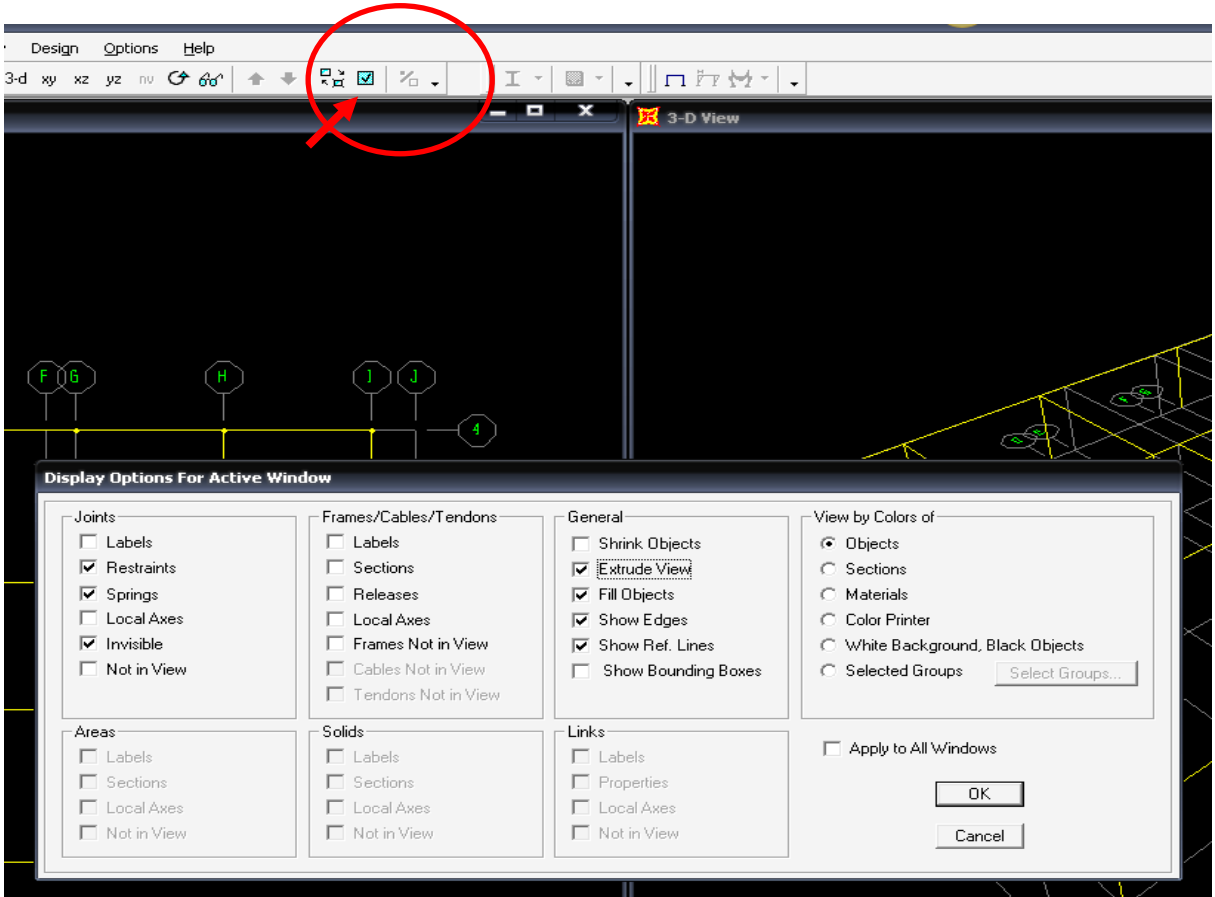 Design Options Help
3-d xy xz yz nv
3-D View
F G H I J
4
Display Options For Active Window
Joints
Labels
Restraints
Springs
Local Axes
Invisible
Not in View
Frames/Cables/Tendons
Labels
Sections
Releases
Local Axes
Frames Not in View
Cables Not in View
Tendons Not in View
General
Shrink Objects
Extrude View
Fill Objects
Show Edges
Show Ref. Lines
Show Bounding Boxes
View by Colors of
Objects
Sections
Materials
Color Printer
White Background, Black Objects
Selected Groups
Select Groups...
Areas
Labels
Sections
Local Axes
Not in View
Solids
Labels
Sections
Local Axes
Not in View
Links
Labels
Properties
Local Axes
Not in View
Apply to All Windows
OK
Cancel